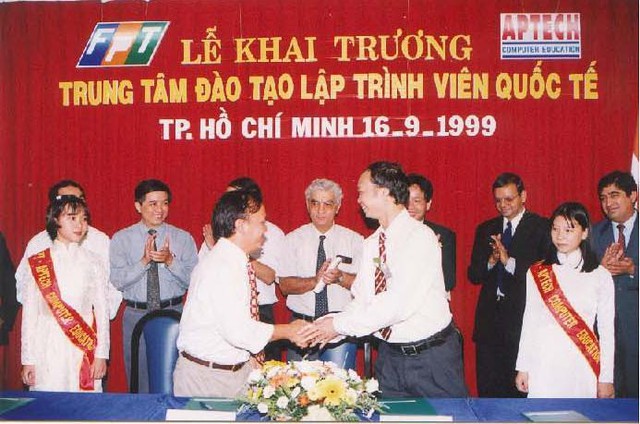 FPT
LỄ KHAI TRƯƠNG
APTECH
COMPUTER EDUCATION
TRUNG TÂM ĐÀO TẠO LẬP TRÌNH VIÊN QUỐC TẾ
TP. HỒ CHÍ MINH 16-9-1999
APTECH COMPUTER EDUCATION
APTECH COMPUTER EDUCATION